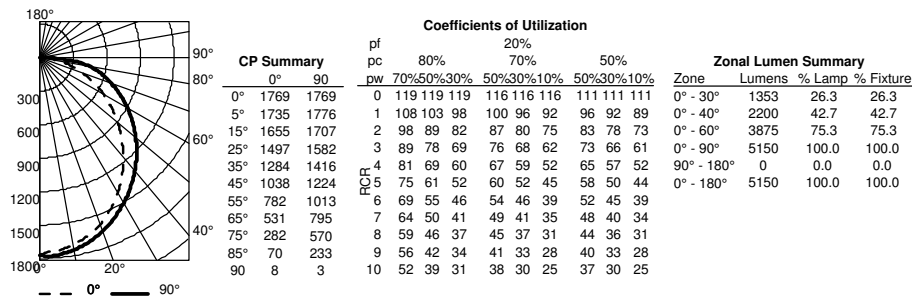 180°
90°
80°
60°
40°
300
600
900
1200
1500
1800
0°
20°
0° 90°
CP Summary
0° 90
0° 1769 1769
5° 1735 1776
15° 1655 1707
25° 1497 1582
35° 1284 1416
45° 1038 1224
55° 782 1013
65° 531 795
75° 282 570
85° 70 233
90 8 3
Coefficients of Utilization
pf 20%
pc 80% 70% 50%
pw 70%50%30% 50%30%10% 50%30%10%
RCR
0 119 119 119 116 116 116 111 111 111
1 108 103 98 100 96 92 96 92 89
2 98 89 82 87 80 75 83 78 73
3 89 78 69 76 68 62 73 66 61
4 81 69 60 67 59 52 65 57 52
5 75 61 52 60 52 45 58 50 44
6 69 55 46 54 46 39 52 45 39
7 64 50 41 49 41 35 48 40 34
8 59 46 37 45 37 31 44 36 31
9 56 42 34 41 33 28 40 33 28
10 52 39 31 38 30 25 37 30 25
Zonal Lumen Summary
Zone Lumens % Lamp % Fixture
0° - 30° 1353 26.3 26.3
0° - 40° 2200 42.7 42.7
0° - 60° 3875 75.3 75.3
0° - 90° 5150 100.0 100.0
90° - 180° 0 0.0 0.0
0° - 180° 5150 100.0 100.0